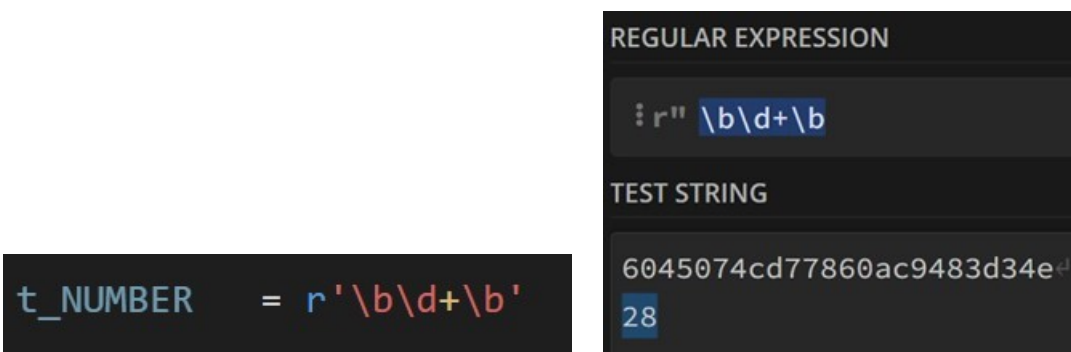 t_NUMBER = r'\b\d+\b'
REGULAR EXPRESSION
⋮ r" \b\d+\b
TEST STRING
6045074cd77860ac9483d34e↵
28